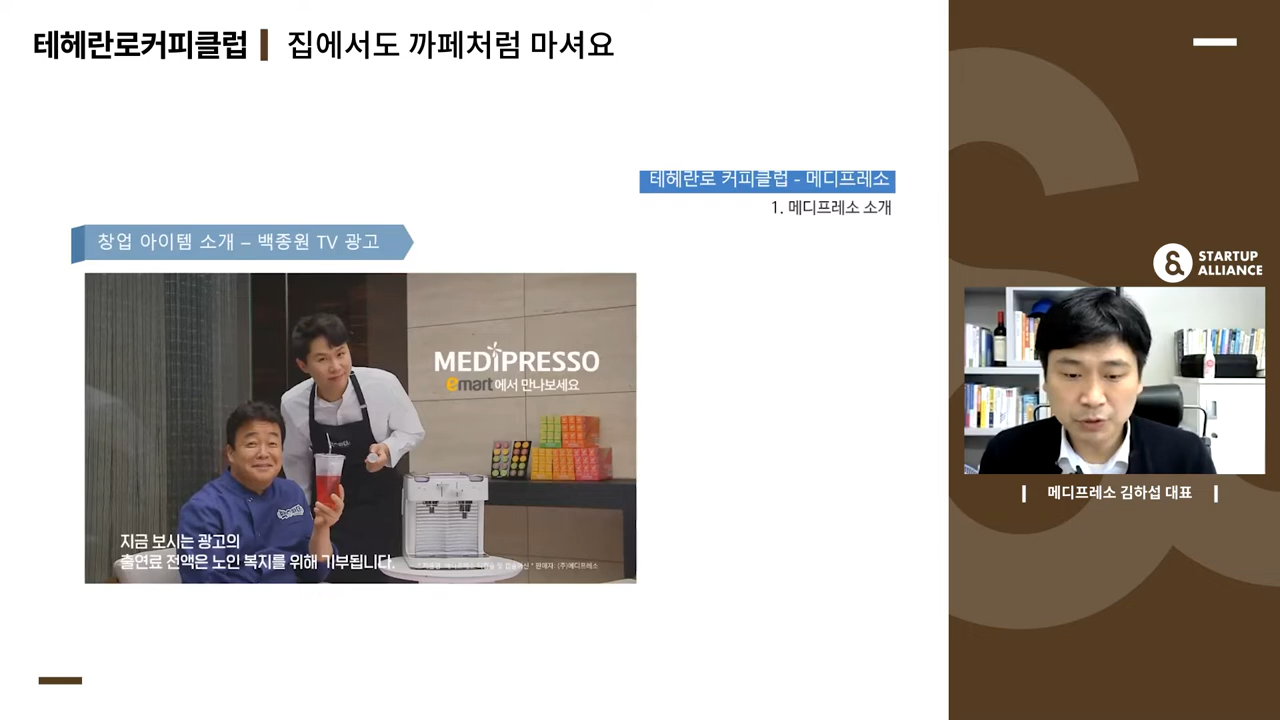 테헤란로커피클럽 집에서도 까페처럼 마셔요
테헤란로 커피클럽 - 메디프레소
1. 메디프레소 소개
창업 아이템 소개 – 백종원 TV 광고
MEDIPRESSO
emart에서 만나보세요
지금 보시는 광고의
출연료 전액은 노인 복지를 위해 기부됩니다.
STARTUP
ALLIANCE
메디프레소 김하섭 대표